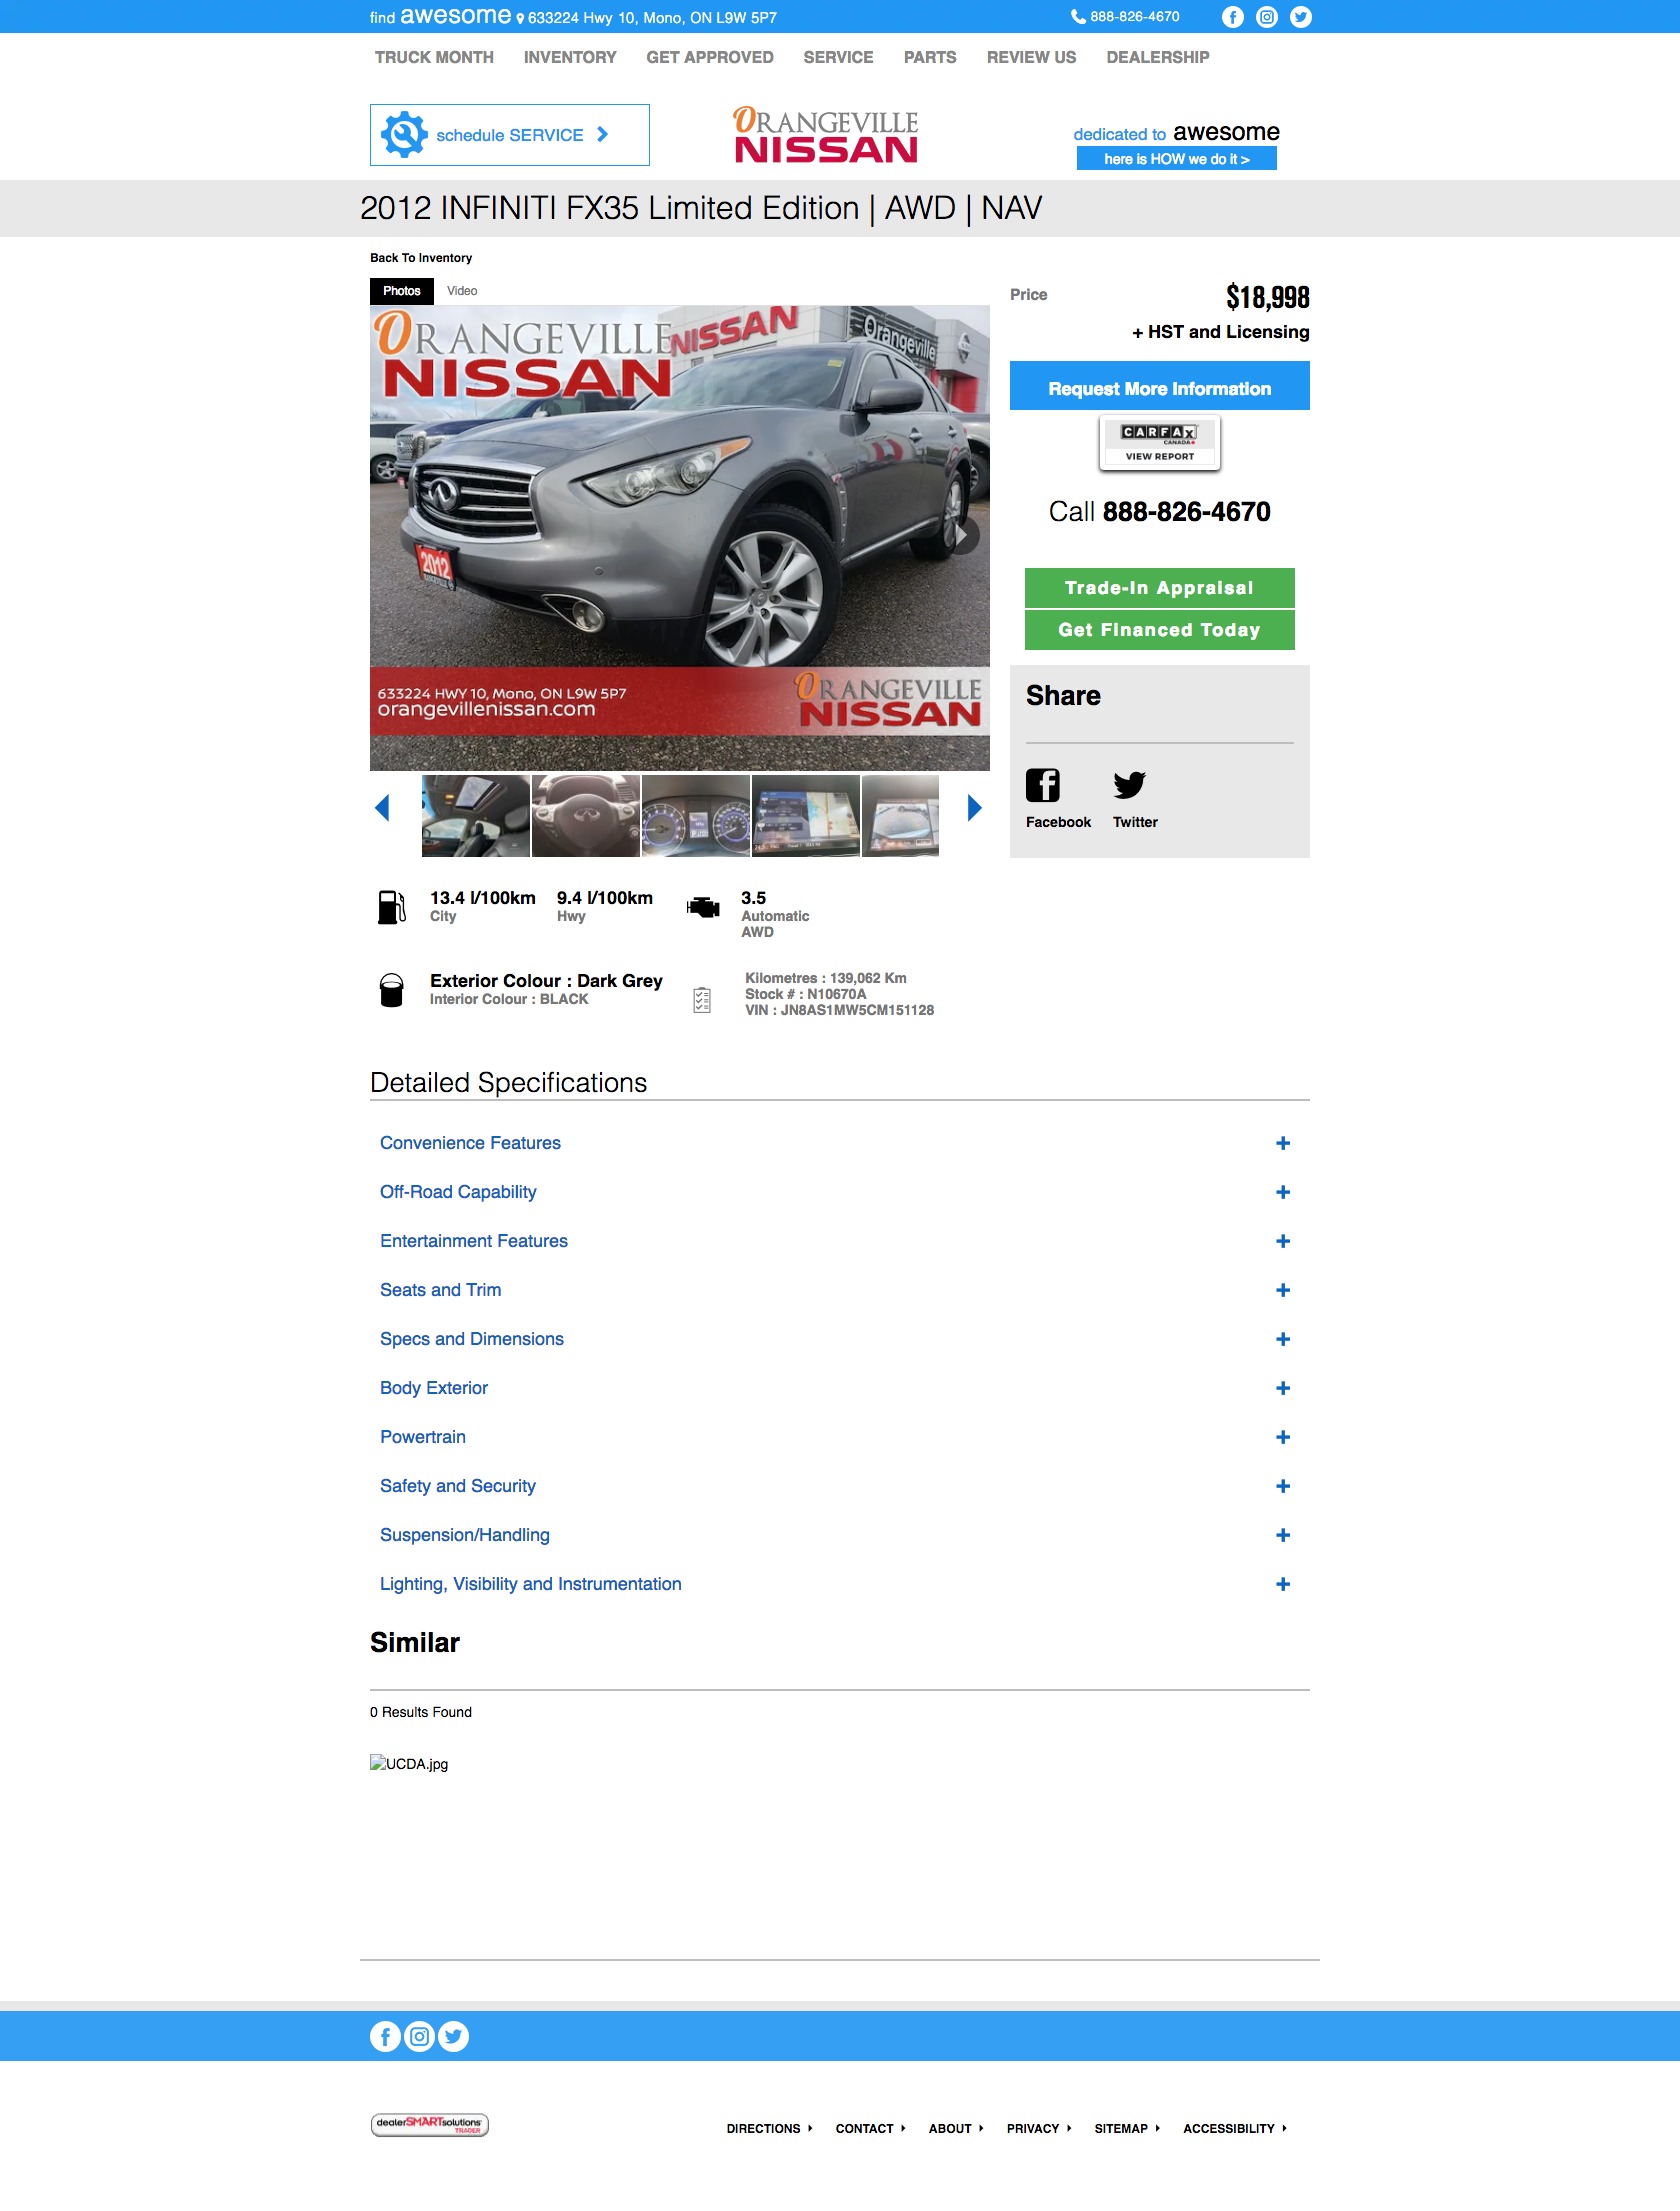 find awesome 633224 Hwy 10, Mono, ON L9W 5P7
888-826-4670
TRUCK MONTH INVENTORY GET APPROVED SERVICE PARTS REVIEW US DEALERSHIP
schedule SERVICE
ORANGEVILLE
NISSAN
dedicated to awesome
here is HOW we do it >
2012 INFINITI FX35 Limited Edition | AWD | NAV
Back To Inventory
Photos Video
ORANGEVILLE
NISSAN
NISSAN
Orangeville
2012
633224 HWY 10, Mono, ON L9W 5P7
orangevillenissan.com
ORANGEVILLE
NISSAN
Price $18,998
+ HST and Licensing
Request More Information
CARFAX
CANADA
VIEW REPORT
Call 888-826-4670
Trade-In Appraisal
Get Financed Today
Share
Facebook Twitter
13.4 l/100km
City
9.4 l/100km
Hwy
3.5
Automatic
AWD
Exterior Colour : Dark Grey
Interior Colour : BLACK
Kilometres : 139,062 Km
Stock # : N10670A
VIN : JN8AS1MW5CM151128
Detailed Specifications
Convenience Features +
Off-Road Capability +
Entertainment Features +
Seats and Trim +
Specs and Dimensions +
Body Exterior +
Powertrain +
Safety and Security +
Suspension/Handling +
Lighting, Visibility and Instrumentation +
Similar
0 Results Found
UCDA.jpg
dealerSMARTsolutions
TRADER
DIRECTIONS CONTACT ABOUT PRIVACY SITEMAP ACCESSIBILITY